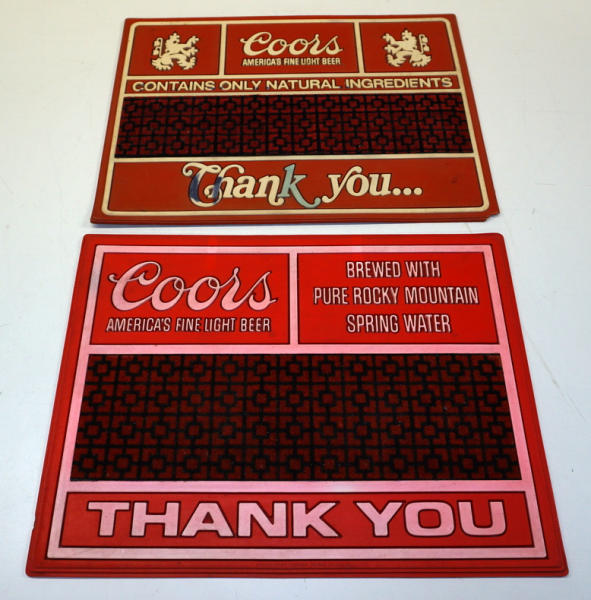 Coors
AMERICA'S FINE LIGHT BEER
CONTAINS ONLY NATURAL INGREDIENTS
Thank you...
Coors
AMERICA'S FINE LIGHT BEER
BREWED WITH
PURE ROCKY MOUNTAIN
SPRING WATER
THANK YOU